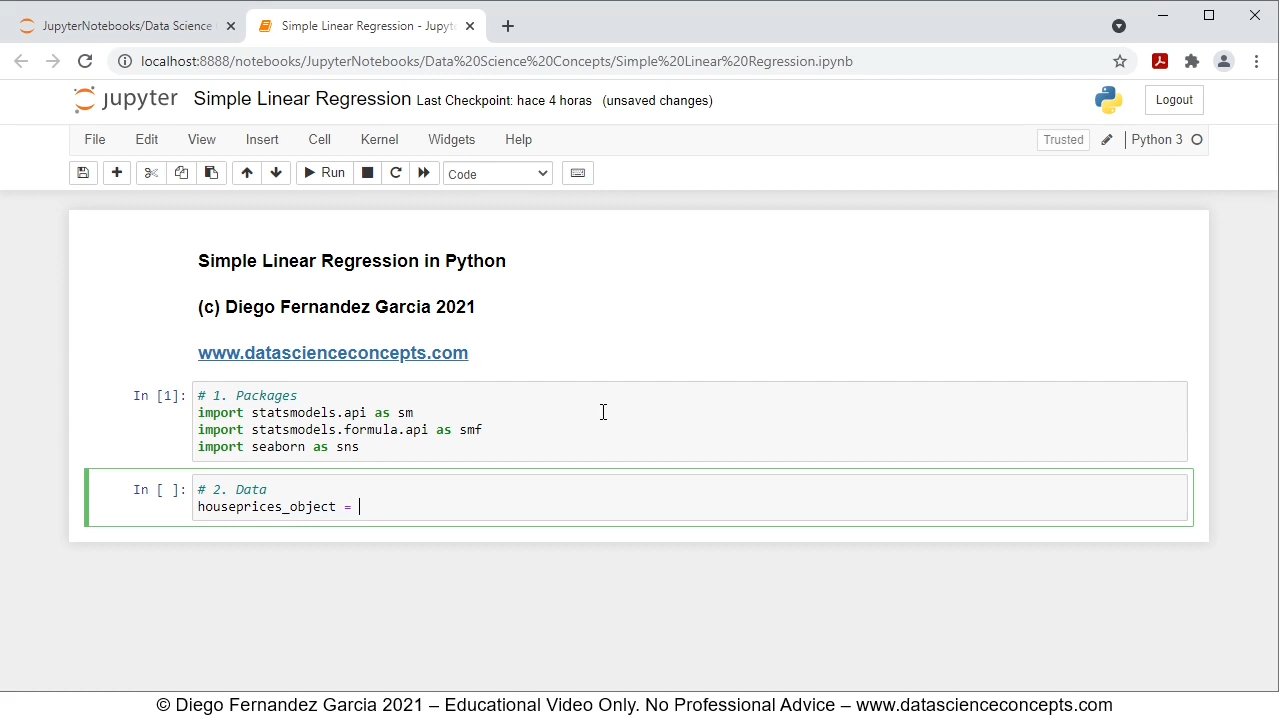 JupyterNotebooks/Data Science
Simple Linear Regression - Jupyte
localhost:8888/notebooks/JupyterNotebooks/Data%20Science%20Concepts/Simple%20Linear%20Regression.ipynb
jupyter Simple Linear Regression Last Checkpoint: hace 4 horas (unsaved changes)
Logout
File Edit View Insert Cell Kernel Widgets Help
Trusted
Python 3
Run
Code
Simple Linear Regression in Python
(c) Diego Fernandez Garcia 2021
www.datascienceconcepts.com
In [1]: # 1. Packages
import statsmodels.api as sm
import statsmodels.formula.api as smf
import seaborn as sns
In [ ]: # 2. Data
houseprices_object =
© Diego Fernandez Garcia 2021 – Educational Video Only. No Professional Advice – www.datascienceconcepts.com